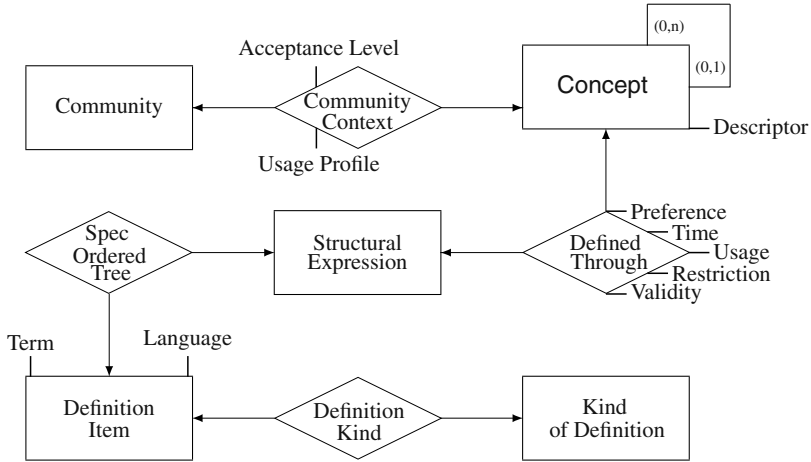 (0,n)
Acceptance Level
Community
Community
Context
Concept
(0,1)
Usage Profile
Descriptor
Spec
Ordered
Tree
Structural
Expression
Defined
Through
Preference
Time
Usage
Restriction
Validity
Term
Language
Definition
Item
Definition
Kind
Kind
of Definition